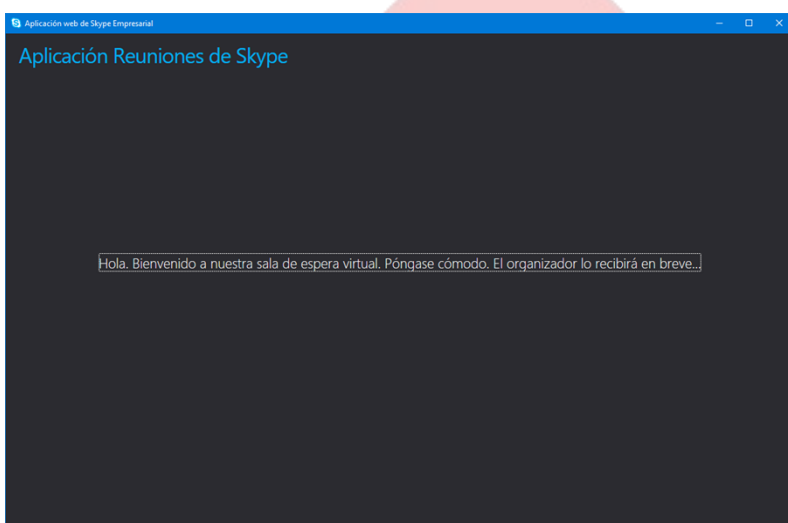 Aplicación web de Skype Empresarial
Aplicación Reuniones de Skype
Hola. Bienvenido a nuestra sala de espera virtual. Póngase cómodo. El organizador lo recibirá en breve...